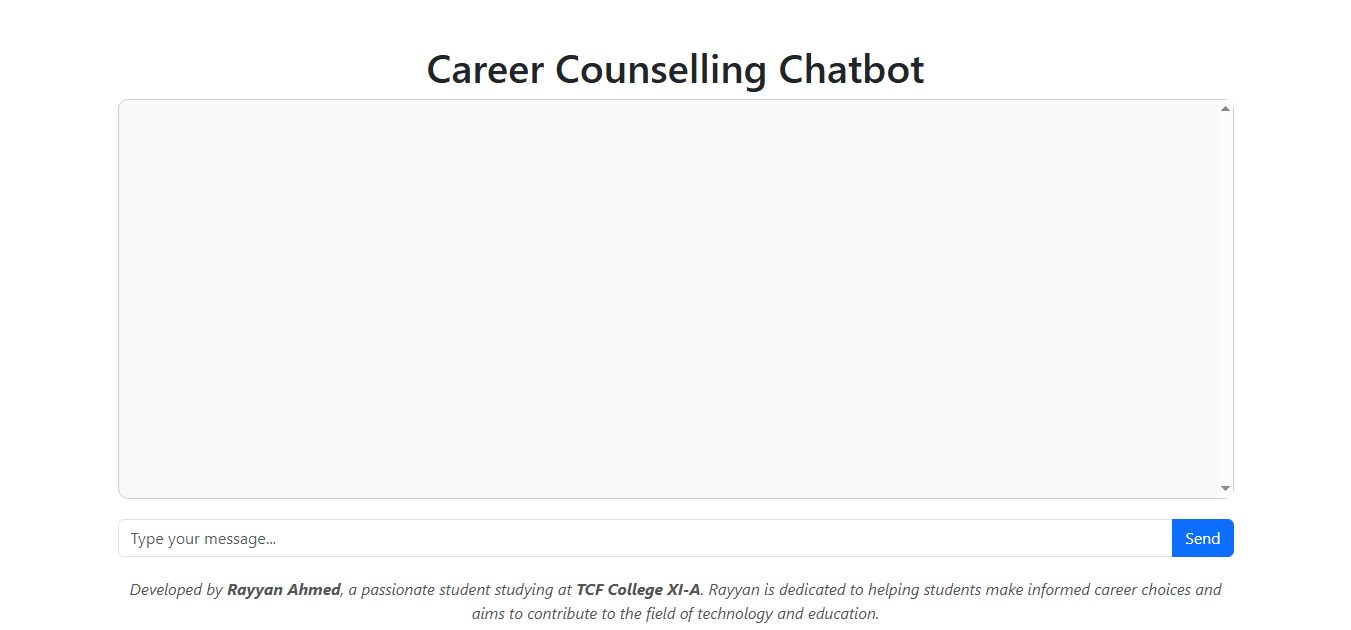 Career Counselling Chatbot
Type your message...
Send
Developed by Rayyan Ahmed, a passionate student studying at TCF College XI-A. Rayyan is dedicated to helping students make informed career choices and
aims to contribute to the field of technology and education.